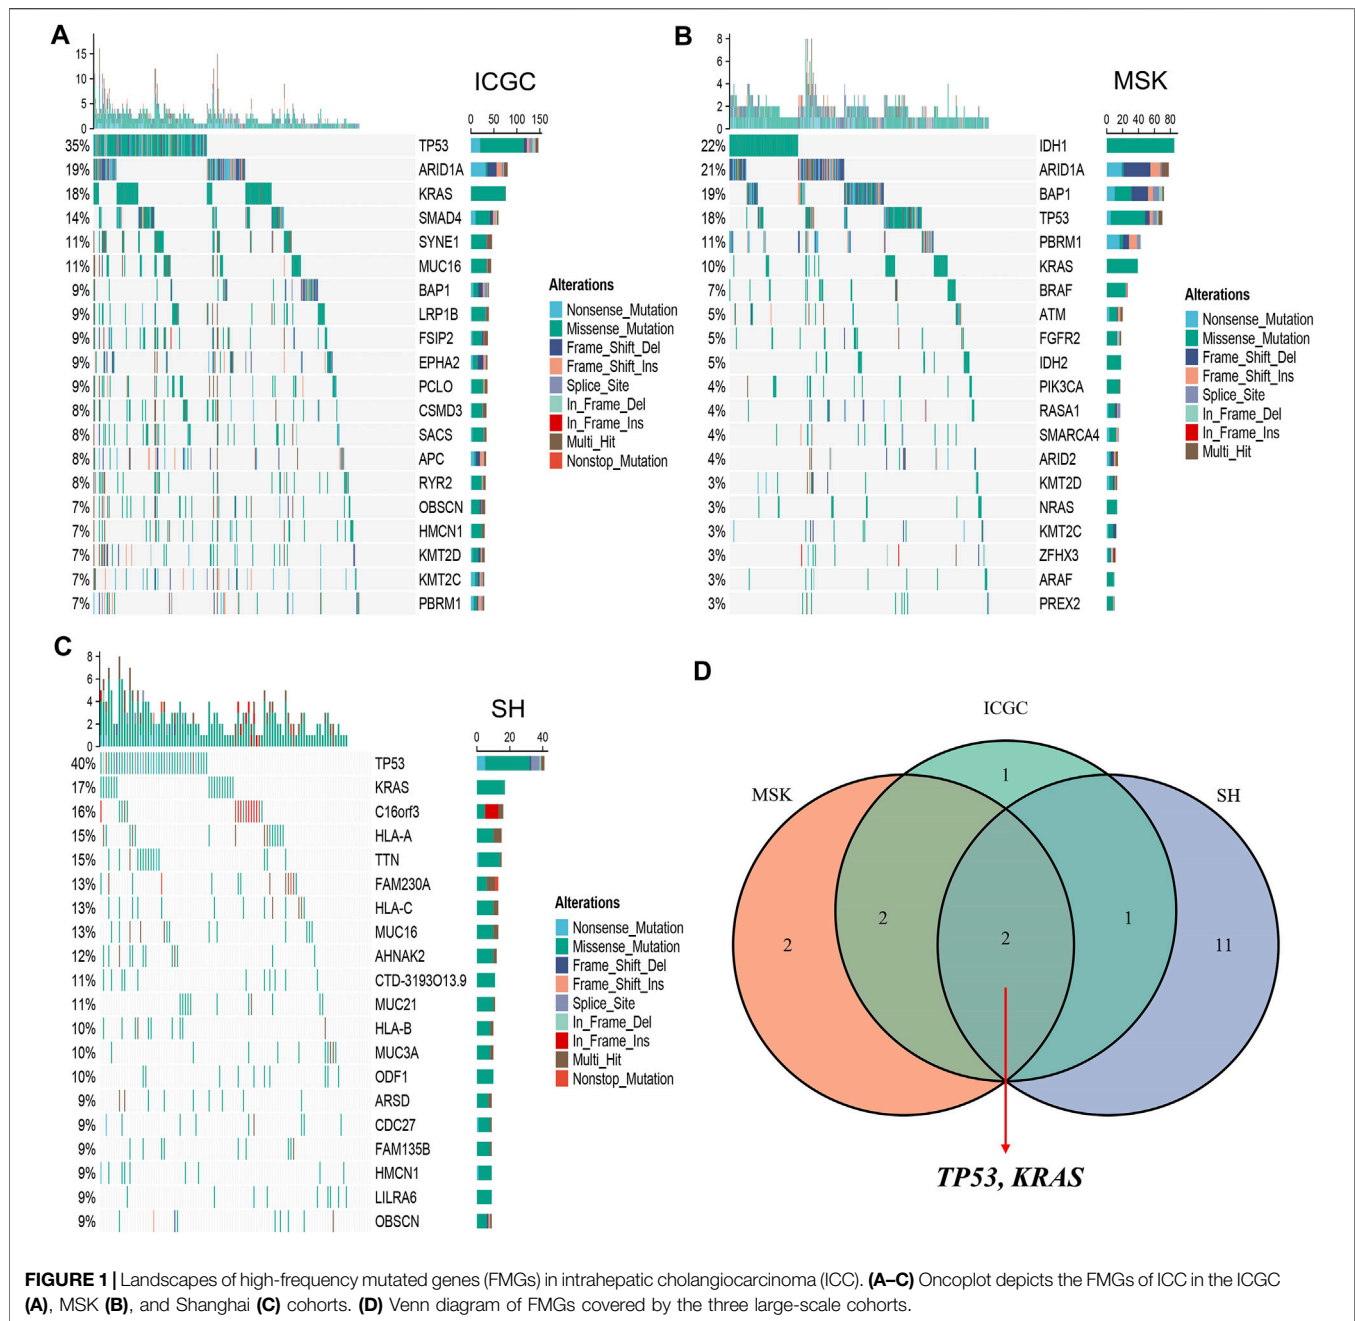 A
ICGC
15
10
5
0
0 50 100 150
35% TP53
19% ARID1A
18% KRAS
14% SMAD4
11% SYNE1
11% MUC16
9% BAP1
9% LRP1B
9% FSIP2
9% EPHA2
9% PCLO
8% CSMD3
8% SACS
8% APC
8% RYR2
7% OBSCN
7% HMCN1
7% KMT2D
7% KMT2C
7% PBRM1
Alterations
Nonsense_Mutation
Missense_Mutation
Frame_Shift_Del
Frame_Shift_Ins
Splice_Site
In_Frame_Del
In_Frame_Ins
Multi_Hit
Nonstop_Mutation
B
MSK
8
6
4
2
0
0 20 40 60 80
22% IDH1
21% ARID1A
19% BAP1
18% TP53
11% PBRM1
10% KRAS
7% BRAF
5% ATM
5% FGFR2
5% IDH2
4% PIK3CA
4% RASA1
4% SMARCA4
4% ARID2
3% KMT2D
3% NRAS
3% KMT2C
3% ZFHX3
3% ARAF
3% PREX2
Alterations
Nonsense_Mutation
Missense_Mutation
Frame_Shift_Del
Frame_Shift_Ins
Splice_Site
In_Frame_Del
In_Frame_Ins
Multi_Hit
C
SH
8
6
4
2
0
0 20 40
40% TP53
17% KRAS
16% C16orf3
15% HLA-A
15% TTN
13% FAM230A
13% HLA-C
13% MUC16
12% AHNAK2
11% CTD-3193O13.9
11% MUC21
10% HLA-B
10% MUC3A
10% ODF1
9% ARSD
9% CDC27
9% FAM135B
9% HMCN1
9% LILRA6
9% OBSCN
Alterations
Nonsense_Mutation
Missense_Mutation
Frame_Shift_Del
Frame_Shift_Ins
Splice_Site
In_Frame_Del
In_Frame_Ins
Multi_Hit
Nonstop_Mutation
D
ICGC
MSK
SH
1
2
1
2
2
11
TP53, KRAS
FIGURE 1 | Landscapes of high-frequency mutated genes (FMGs) in intrahepatic cholangiocarcinoma (ICC). (A–C) Oncoplot depicts the FMGs of ICC in the ICGC
(A), MSK (B), and Shanghai (C) cohorts. (D) Venn diagram of FMGs covered by the three large-scale cohorts.